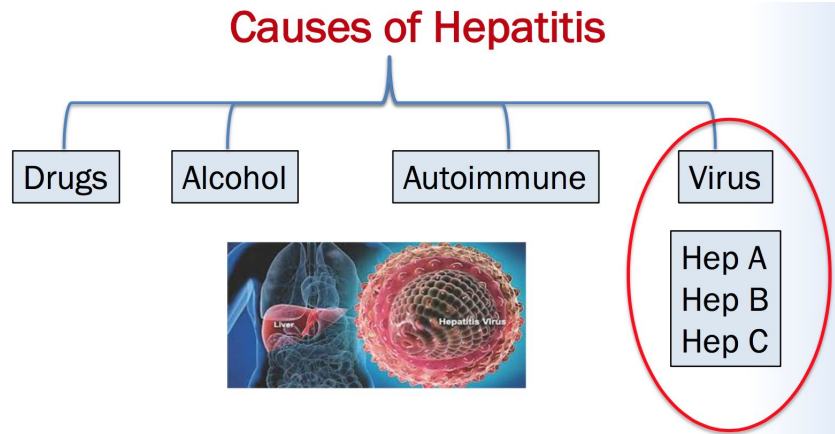 Causes of Hepatitis
Drugs
Alcohol
Autoimmune
Virus
Hep A
Hep B
Hep C
Liver
Hepatitis Virus